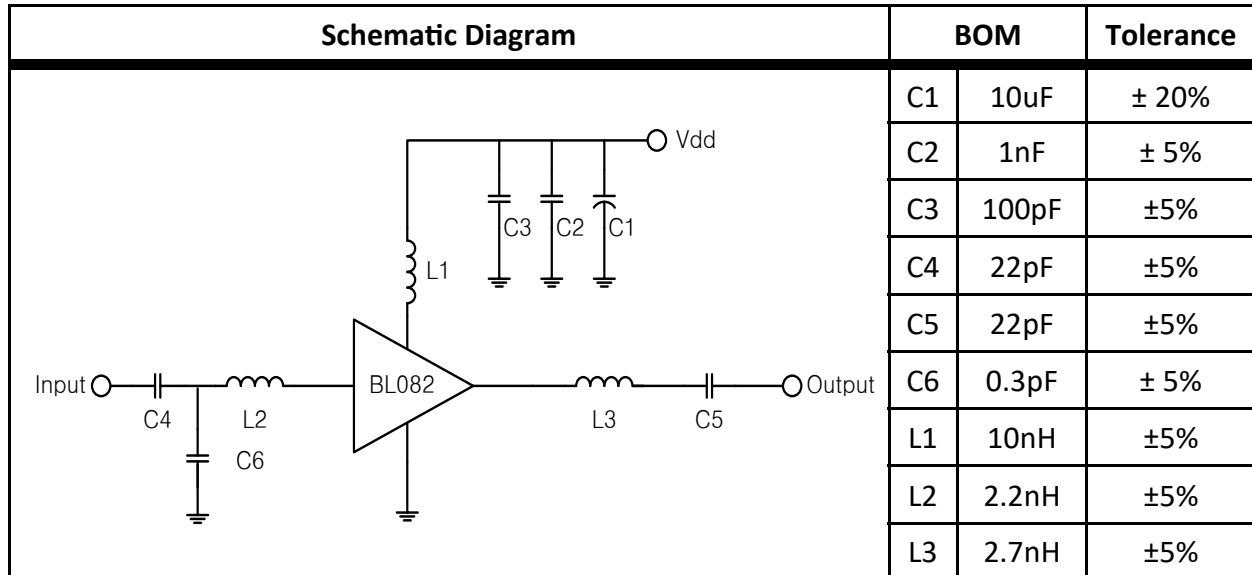 Schematic Diagram BOM Tolerance
C1 10uF ± 20%
C2 1nF ± 5%
C3 100pF ±5%
C4 22pF ±5%
C5 22pF ±5%
C6 0.3pF ± 5%
L1 10nH ±5%
L2 2.2nH ±5%
L3 2.7nH ±5%
Vdd
C3 C2 C1
L1
Input BL082 Output
C4 L2 L3 C5
C6